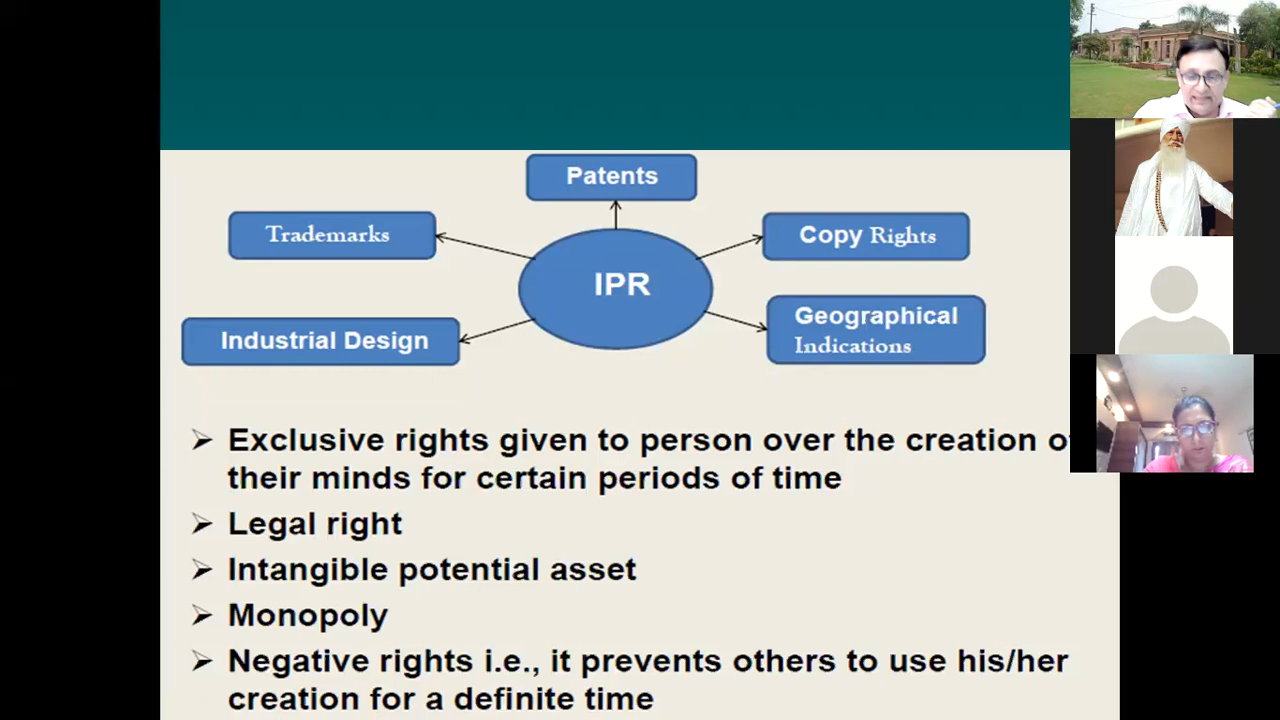 Patents
Trademarks
Copy Rights
IPR
Geographical
Indications
Industrial Design
Exclusive rights given to person over the creation
their minds for certain periods of time
Legal right
Intangible potential asset
Monopoly
Negative rights i.e., it prevents others to use his/her
creation for a definite time